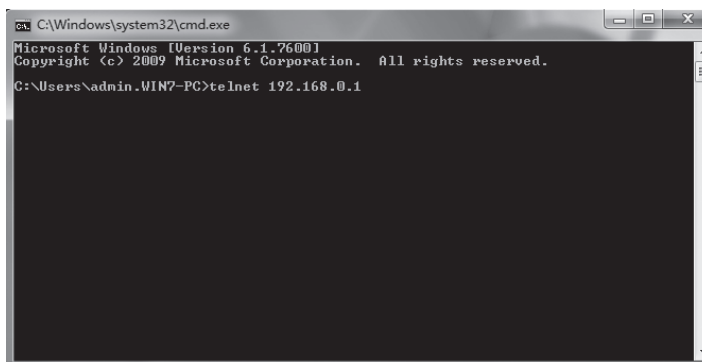 C:\Windows\system32\cmd.exe
Microsoft Windows [Version 6.1.7600]
Copyright (c) 2009 Microsoft Corporation.  All rights reserved.
C:\Users\admin.WIN7-PC>telnet 192.168.0.1